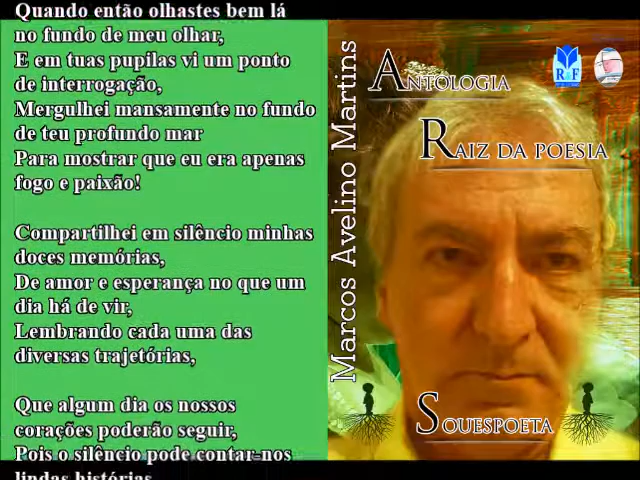 Quando então olhastes bem lá
no fundo de meu olhar,
E em tuas pupilas vi um ponto
de interrogação,
Mergulhei mansamente no fundo
de teu profundo mar
Para mostrar que eu era apenas
fogo e paixão!
Compartilhei em silêncio minhas
doces memórias,
De amor e esperança no que um
dia há de vir,
Lembrando cada uma das
diversas trajetórias,
Que algum dia os nossos
corações poderão seguir,
Pois o silêncio pode contar-nos
lindas histórias
Marcos Avelino Martins
Antologia
R&F
Raiz da poesia
Souespoeta